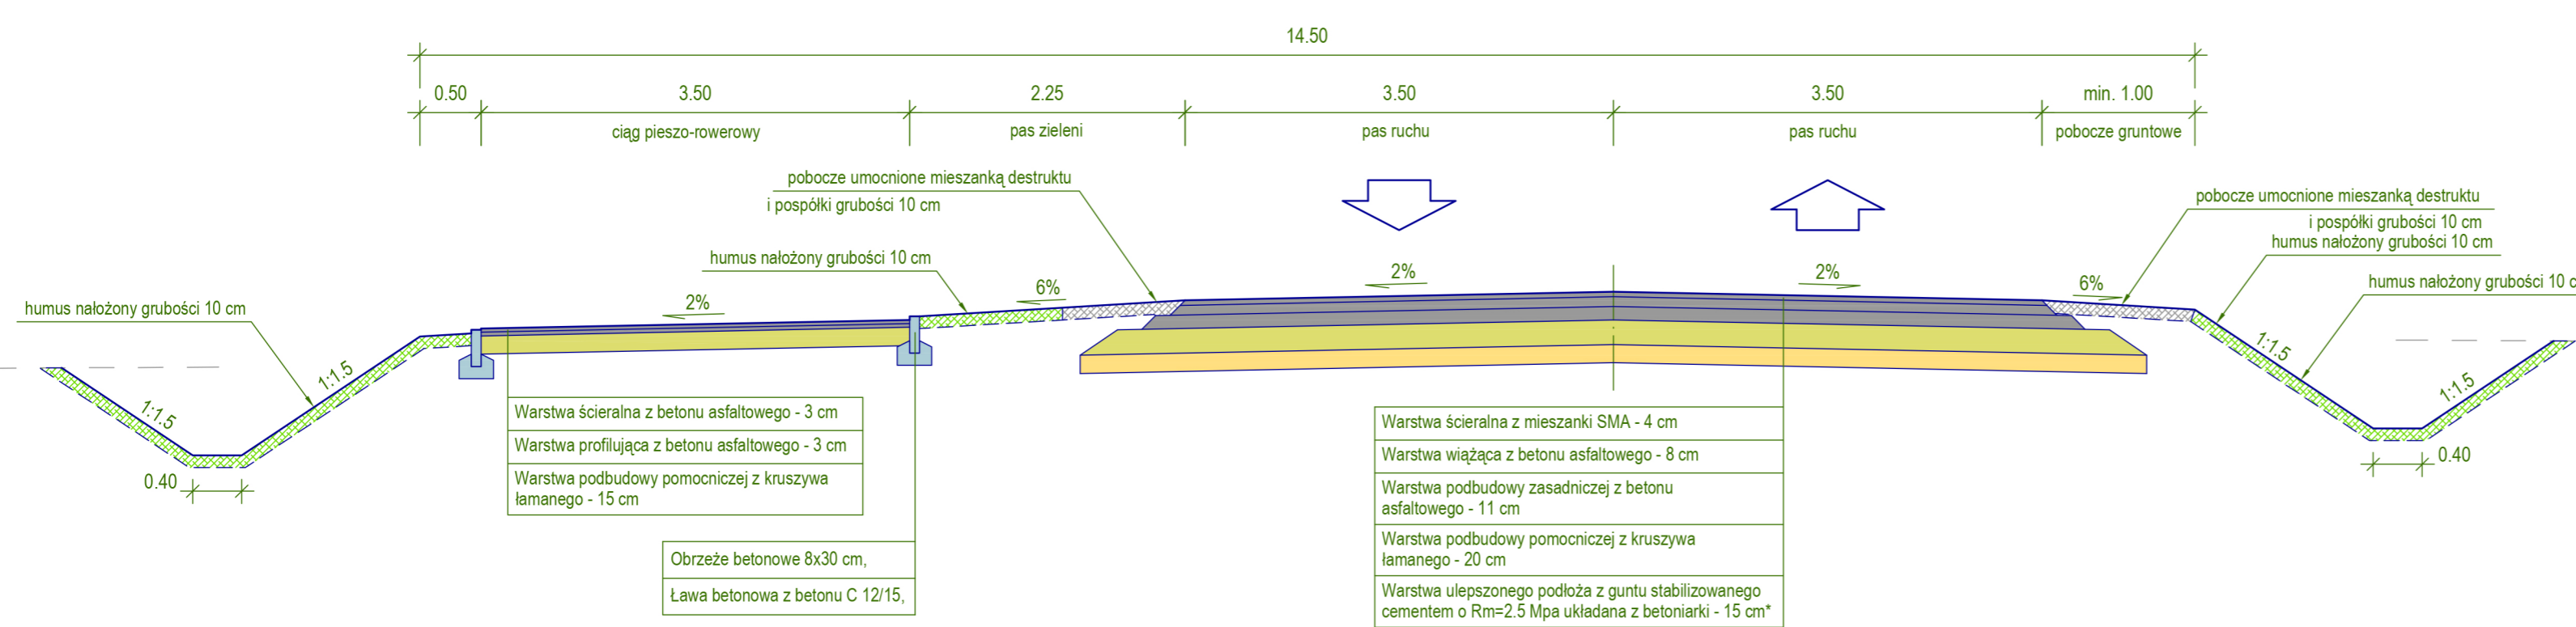 14.50
0.50
3.50
2.25
3.50
3.50
min. 1.00
ciąg pieszo-rowerowy
pas zieleni
pas ruchu
pas ruchu
pobocze gruntowe
pobocze umocnione mieszanką destruktu
i pospółki grubości 10 cm
pobocze umocnione mieszanką destruktu
i pospółki grubości 10 cm
humus nałożony grubości 10 cm
humus nałożony grubości 10 cm
humus nałożony grubości 10 c
humus nałożony grubości 10 cm
2%
6%
2%
2%
6%
1:1.5
1:1.5
1:1.5
1:1.5
0.40
0.40
Warstwa ścieralna z betonu asfaltowego - 3 cm
Warstwa profilująca z betonu asfaltowego - 3 cm
Warstwa podbudowy pomocniczej z kruszywa
łamanego - 15 cm
Obrzeże betonowe 8x30 cm,
Ława betonowa z betonu C 12/15,
Warstwa ścieralna z mieszanki SMA - 4 cm
Warstwa wiążąca z betonu asfaltowego - 8 cm
Warstwa podbudowy zasadniczej z betonu
asfaltowego - 11 cm
Warstwa podbudowy pomocniczej z kruszywa
łamanego - 20 cm
Warstwa ulepszonego podłoża z guntu stabilizowanego
cementem o Rm=2.5 Mpa układana z betoniarki - 15 cm*